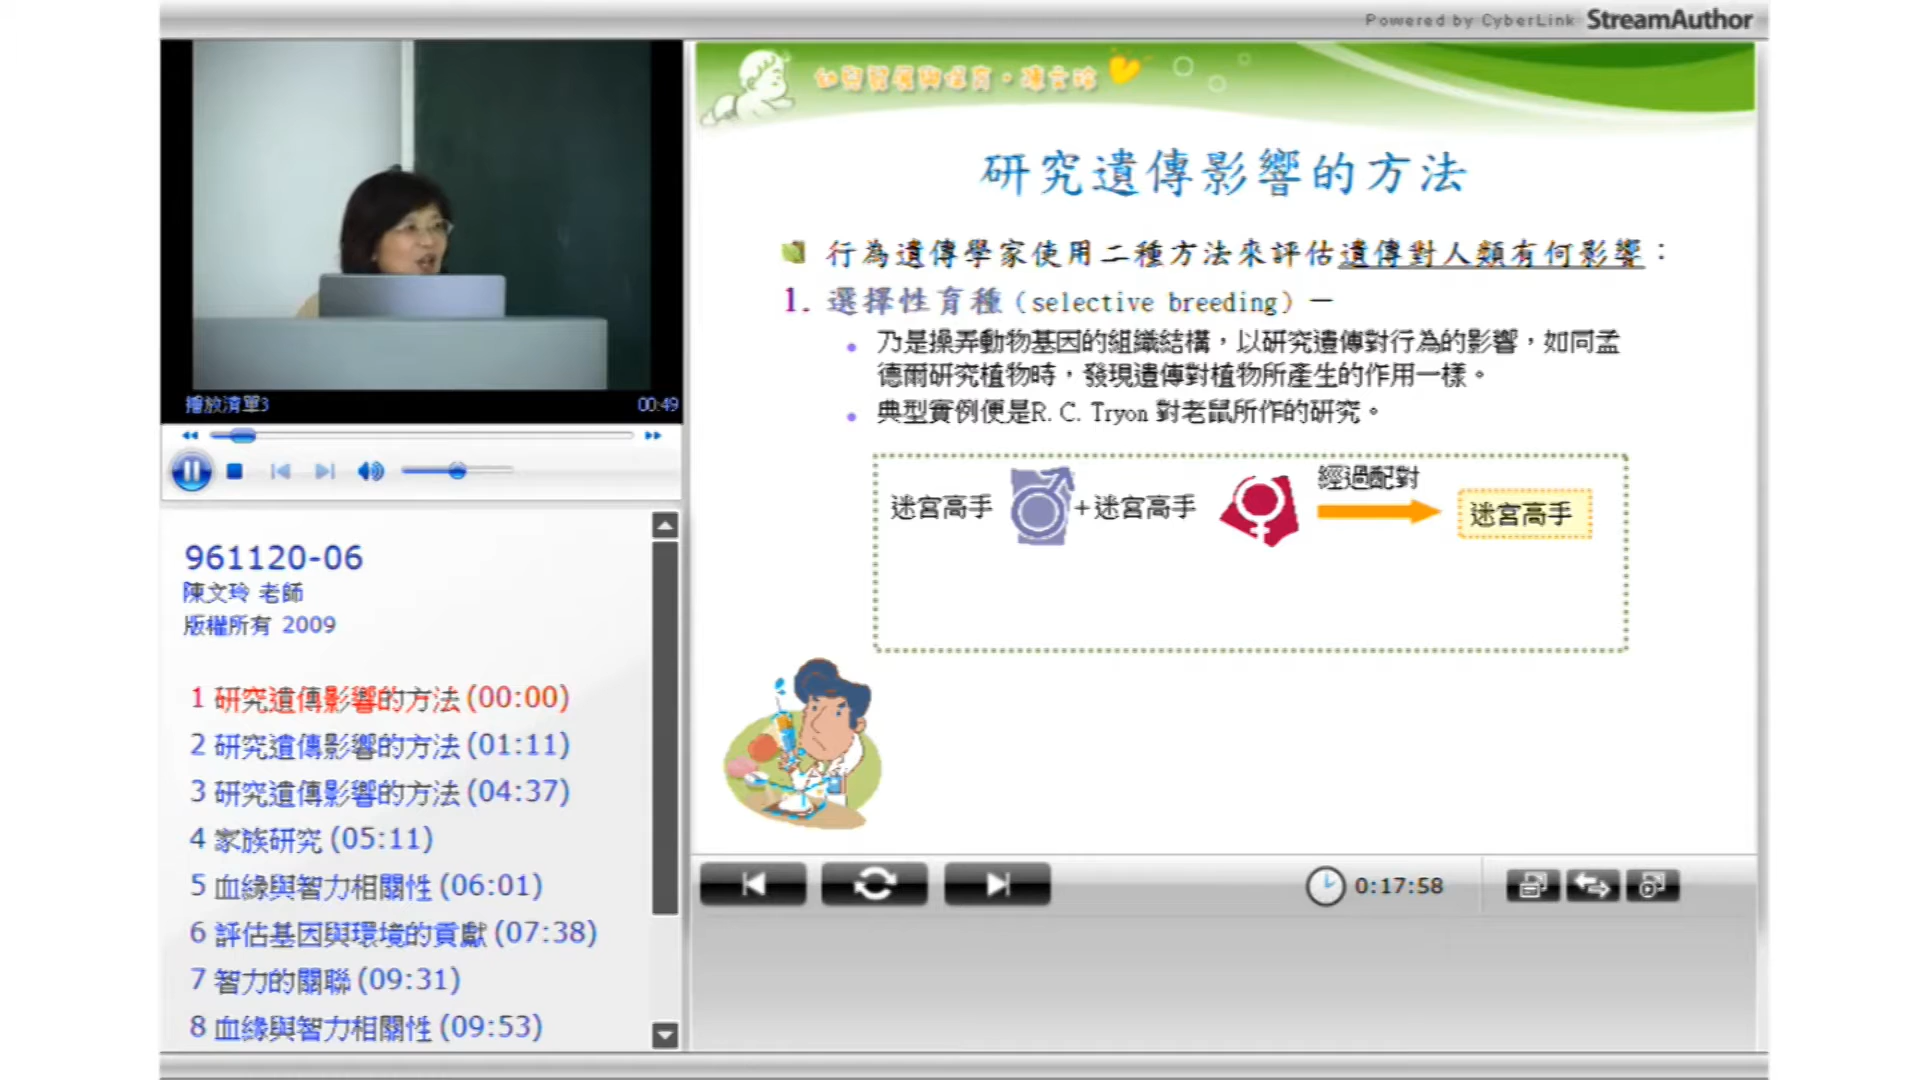 Powered by CyberLink StreamAuthor
幼兒發展與保育。陳文玲
研究遺傳影響的方法
行為遺傳學家使用二種方法來評估遺傳對人類有何影響：
1. 選擇性育種（selective breeding）—
乃是操弄動物基因的組織結構，以研究遺傳對行為的影響，如同孟
德爾研究植物時，發現遺傳對植物所產生的作用一樣。
典型實例便是R.C.Tryon 對老鼠所作的研究。
迷宮高手 +迷宮高手 經過配對 迷宮高手
播放清單3 00:49
961120-06
陳文玲 老師
版權所有 2009
1 研究遺傳影響的方法 (00:00)
2 研究遺傳影響的方法 (01:11)
3 研究遺傳影響的方法 (04:37)
4 家族研究 (05:11)
5 血緣與智力相關性 (06:01)
6 評估基因與環境的貢獻 (07:38)
7 智力的關聯 (09:31)
8 血緣與智力相關性 (09:53)
0:17:58